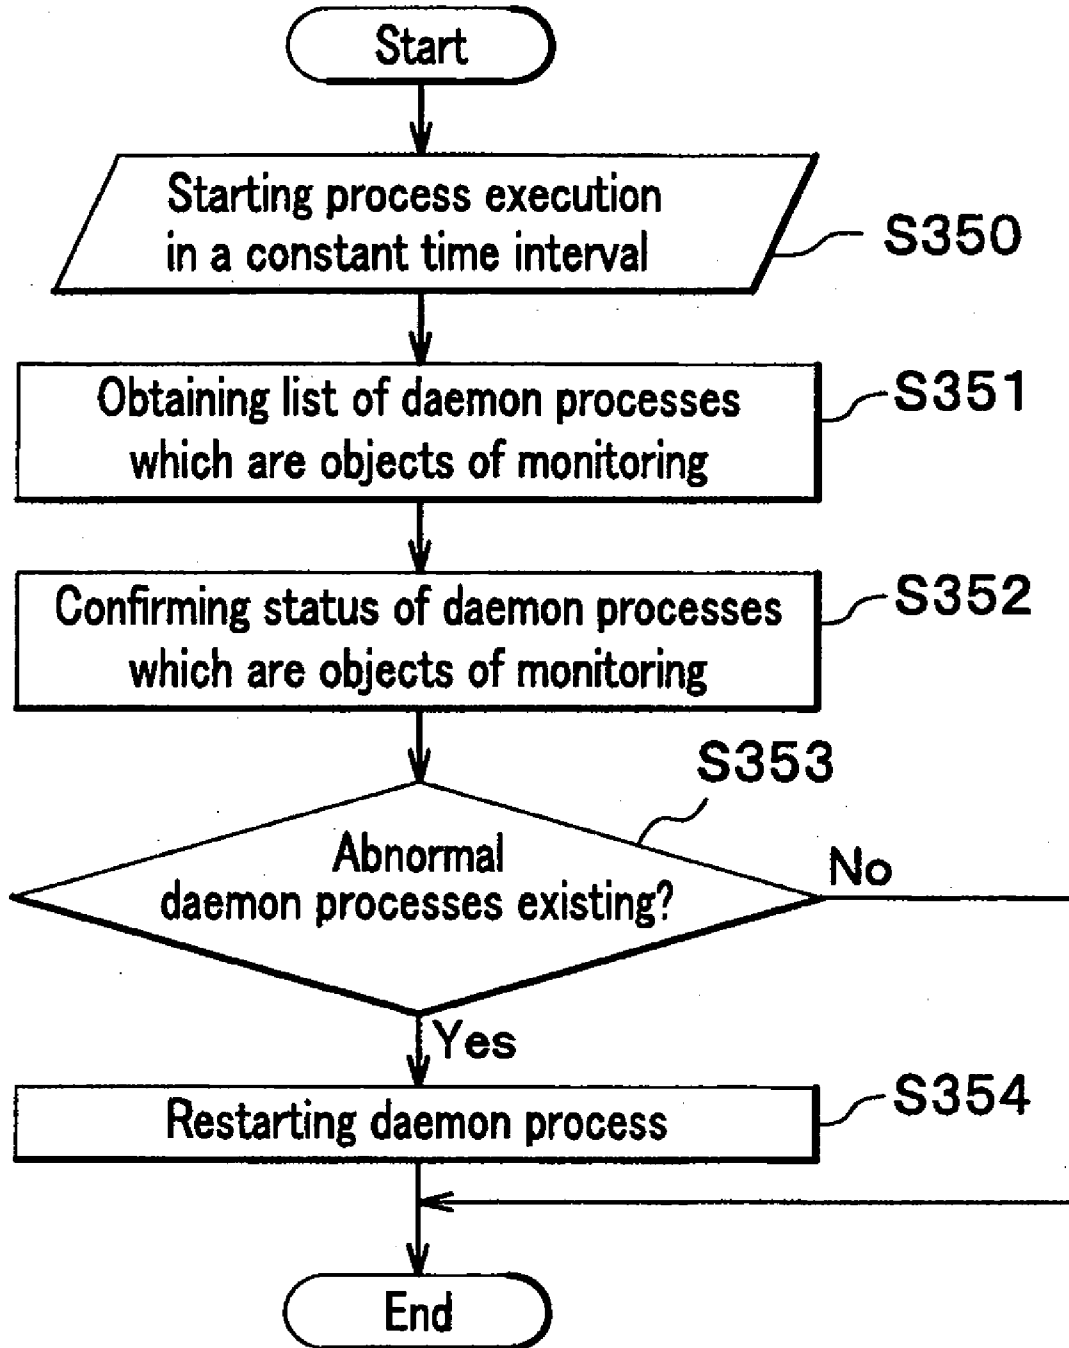 Start
Starting process execution
in a constant time interval
S350
Obtaining list of daemon processes
which are objects of monitoring
S351
Confirming status of daemon processes
which are objects of monitoring
S352
S353
Abnormal
daemon processes existing?
No
Yes
Restarting daemon process
S354
End